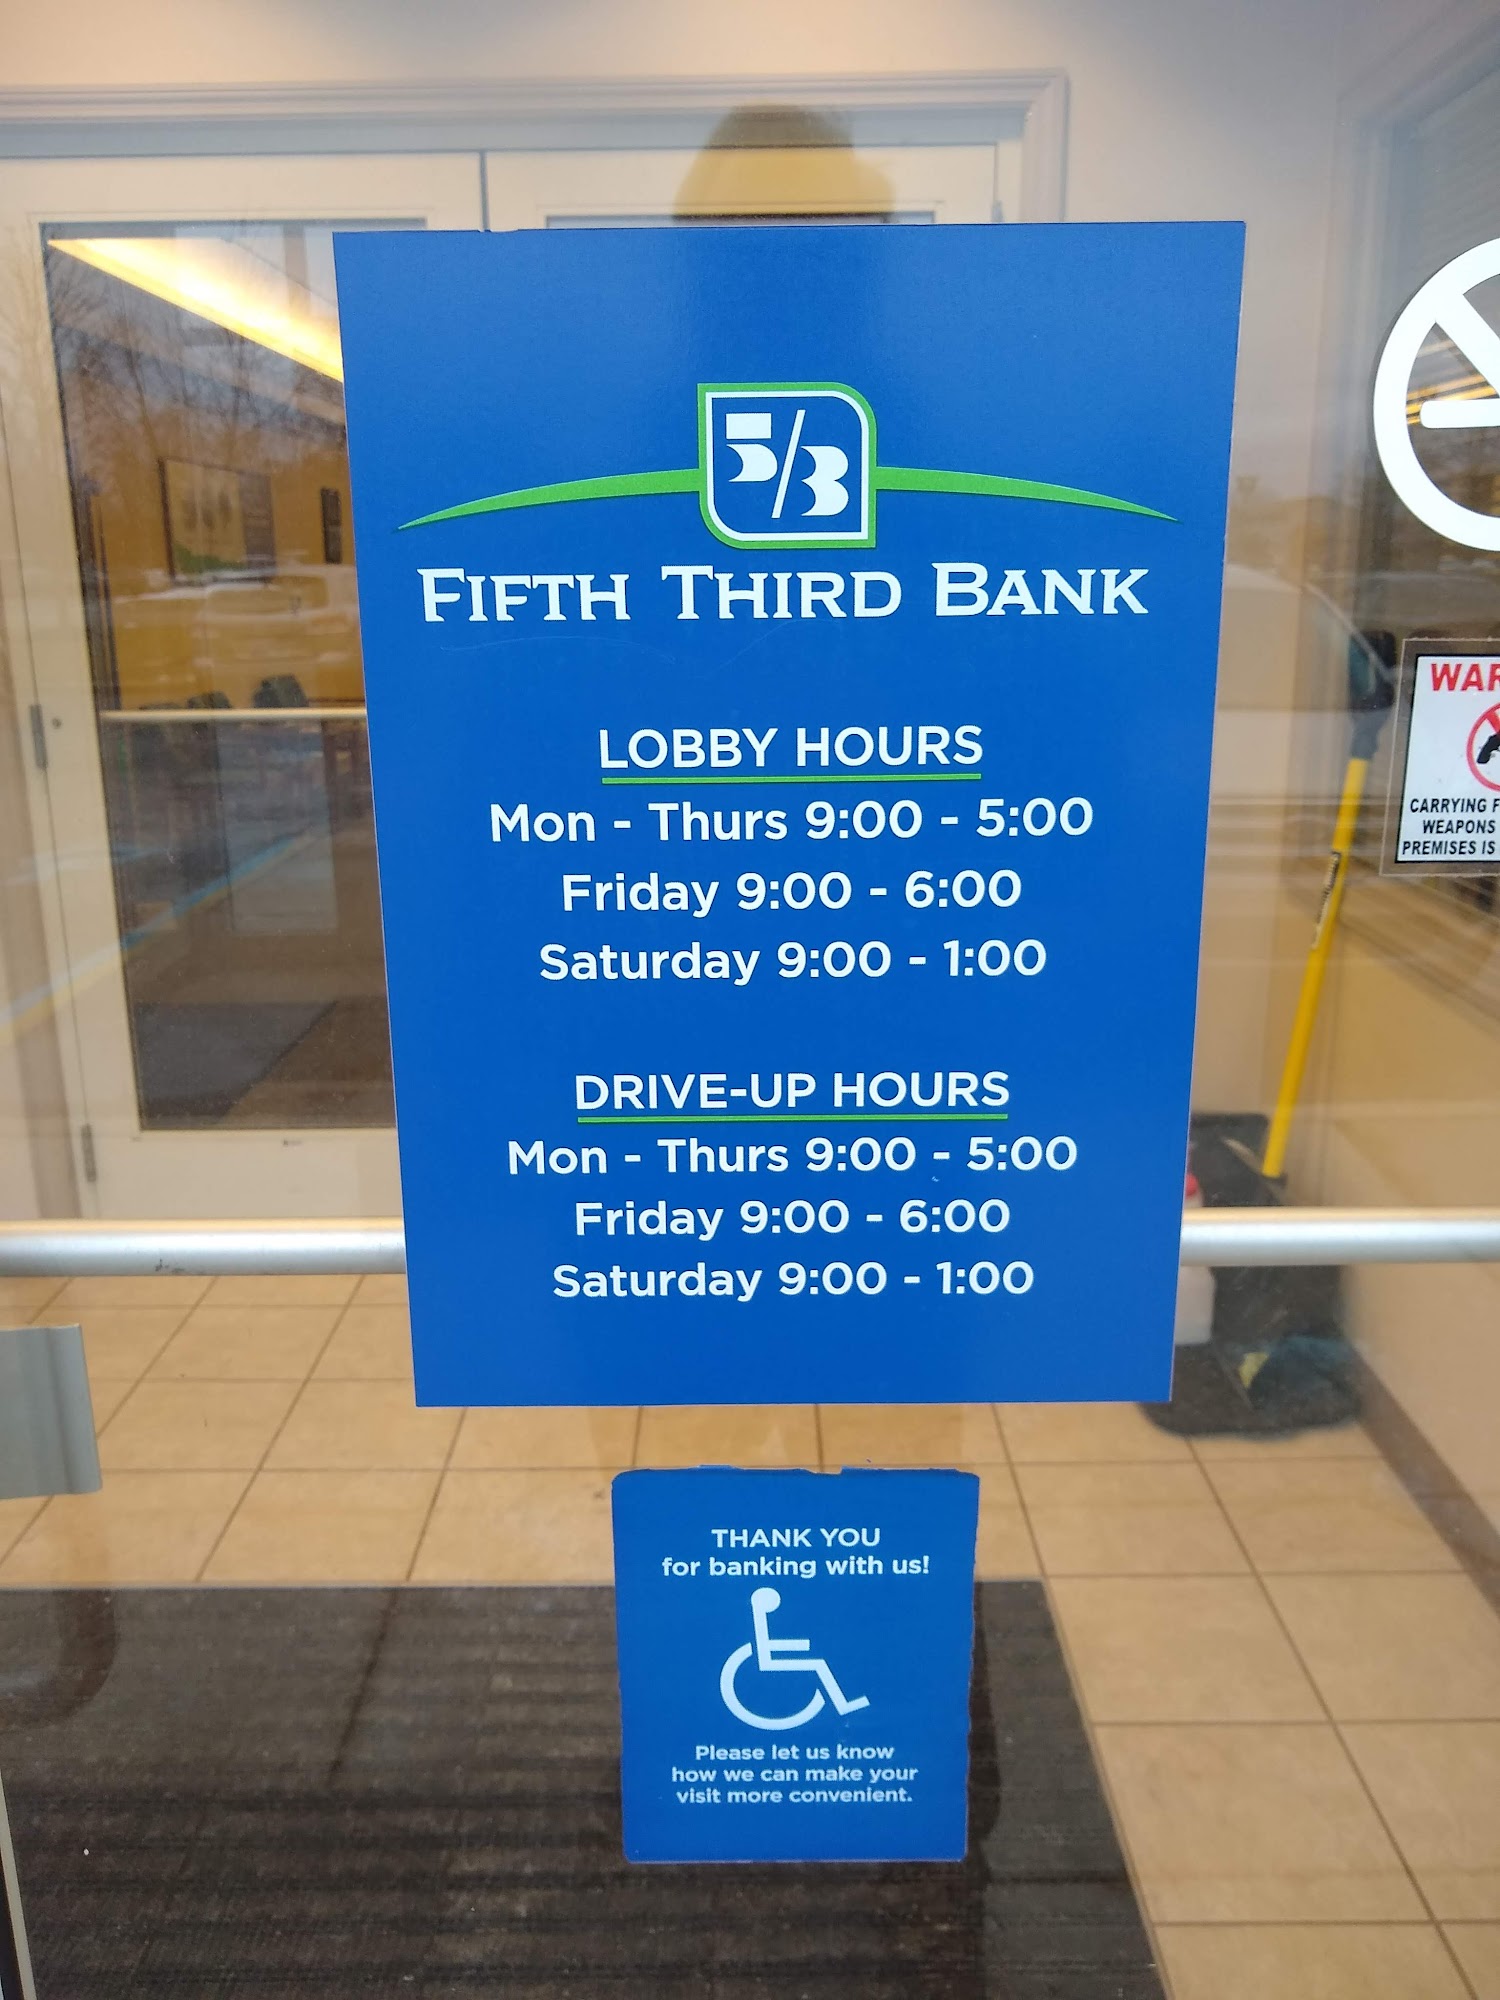 5/3
FIFTH THIRD BANK
LOBBY HOURS
Mon - Thurs 9:00 - 5:00
Friday 9:00 - 6:00
Saturday 9:00 - 1:00
DRIVE-UP HOURS
Mon - Thurs 9:00 - 5:00
Friday 9:00 - 6:00
Saturday 9:00 - 1:00
CARRYING
WEAPONS
PREMISES IS
THANK YOU
for banking with us!
Please let us know
how we can make your
visit more convenient.